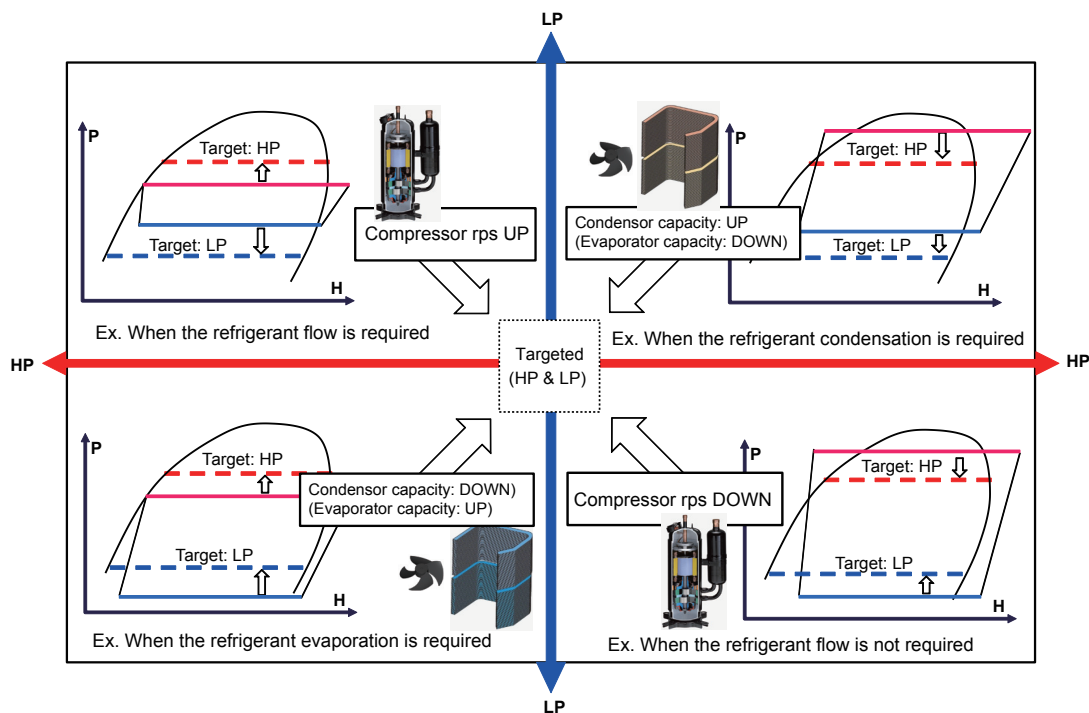 LP
P
Target: HP
Target: LP
H
Compressor rps UP
Ex. When the refrigerant flow is required
Condensor capacity: UP
(Evaporator capacity: DOWN)
P
Target: HP
Target: LP
H
Ex. When the refrigerant condensation is required
HP
Targeted
(HP & LP)
HP
P
Target: HP
Target: LP
H
Condensor capacity: DOWN)
(Evaporator capacity: UP)
Ex. When the refrigerant evaporation is required
Compressor rps DOWN
P
Target: HP
Target: LP
H
Ex. When the refrigerant flow is not required
LP